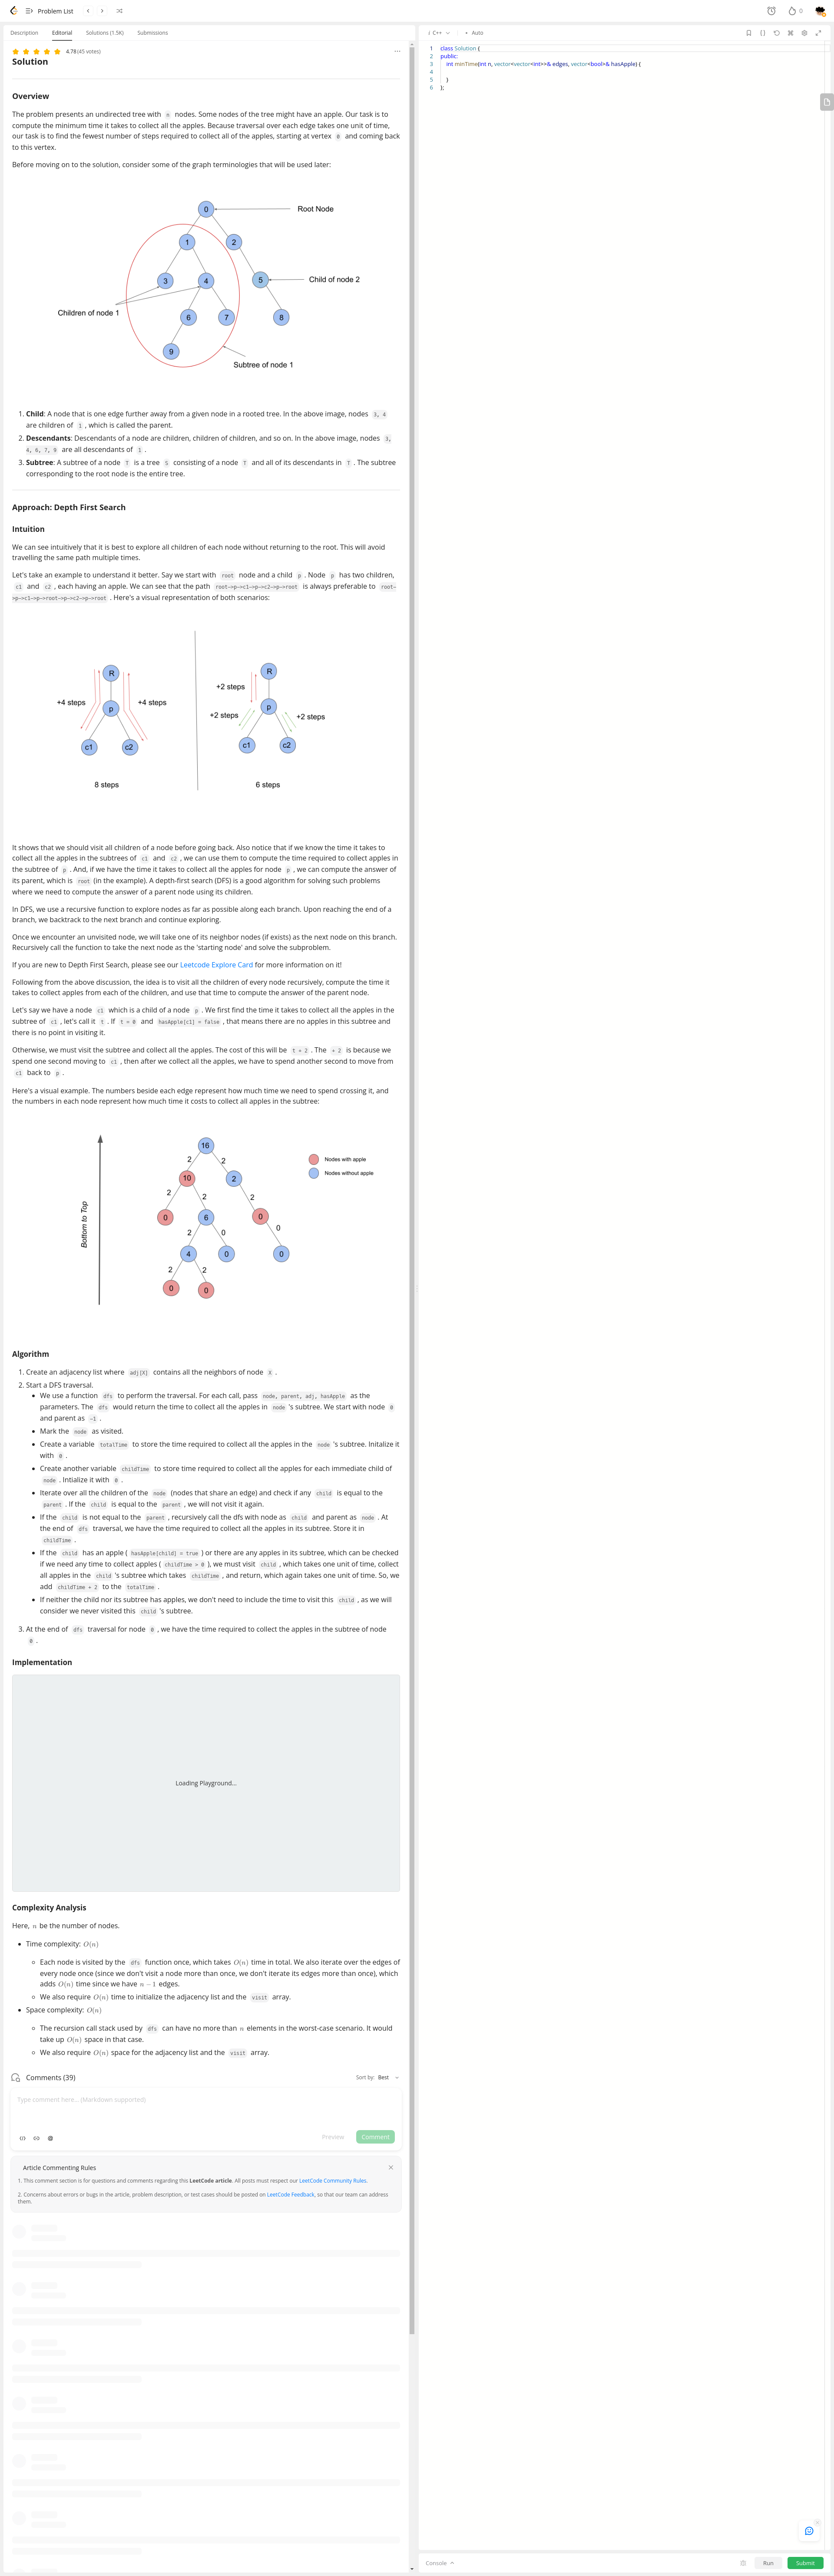 Problem List
0
Description Editorial Solutions (1.5K) Submissions
4.78 (45 votes)
Solution
Overview
The problem presents an undirected tree with n nodes. Some nodes of the tree might have an apple. Our task is to
compute the minimum time it takes to collect all the apples. Because traversal over each edge takes one unit of time,
our task is to find the fewest number of steps required to collect all of the apples, starting at vertex 0 and coming back
to this vertex.
Before moving on to the solution, consider some of the graph terminologies that will be used later:
0
Root Node
1
2
3
4
5
Child of node 2
Children of node 1
6
7
8
9
Subtree of node 1
1. Child: A node that is one edge further away from a given node in a rooted tree. In the above image, nodes 3, 4
are children of 1 , which is called the parent.
2. Descendants: Descendants of a node are children, children of children, and so on. In the above image, nodes 3,
4, 6, 7, 9 are all descendants of 1 .
3. Subtree: A subtree of a node T is a tree S consisting of a node T and all of its descendants in T . The subtree
corresponding to the root node is the entire tree.
Approach: Depth First Search
Intuition
We can see intuitively that it is best to explore all children of each node without returning to the root. This will avoid
travelling the same path multiple times.
Let's take an example to understand it better. Say we start with root node and a child p . Node p has two children,
c1 and c2 , each having an apple. We can see that the path root->p->c1->p->c2->p->root is always preferable to root-
>p->c1->p->root->p->c2->p->root . Here's a visual representation of both scenarios:
R
R
+2 steps
+4 steps
+4 steps
p
p
+2 steps
+2 steps
c1
c2
c1
c2
8 steps
6 steps
It shows that we should visit all children of a node before going back. Also notice that if we know the time it takes to
collect all the apples in the subtrees of c1 and c2 , we can use them to compute the time required to collect apples in
the subtree of p . And, if we have the time it takes to collect all the apples for node p , we can compute the answer of
its parent, which is root (in the example). A depth-first search (DFS) is a good algorithm for solving such problems
where we need to compute the answer of a parent node using its children.
In DFS, we use a recursive function to explore nodes as far as possible along each branch. Upon reaching the end of a
branch, we backtrack to the next branch and continue exploring.
Once we encounter an unvisited node, we will take one of its neighbor nodes (if exists) as the next node on this branch.
Recursively call the function to take the next node as the 'starting node' and solve the subproblem.
If you are new to Depth First Search, please see our Leetcode Explore Card for more information on it!
Following from the above discussion, the idea is to visit all the children of every node recursively, compute the time it
takes to collect apples from each of the children, and use that time to compute the answer of the parent node.
Let's say we have a node c1 which is a child of a node p . We first find the time it takes to collect all the apples in the
subtree of c1 , let's call it t . If t = 0 and hasApple[c1] = false , that means there are no apples in this subtree and
there is no point in visiting it.
Otherwise, we must visit the subtree and collect all the apples. The cost of this will be t + 2 . The + 2 is because we
spend one second moving to c1 , then after we collect all the apples, we have to spend another second to move from
c1 back to p .
Here's a visual example. The numbers beside each edge represent how much time we need to spend crossing it, and
the numbers in each node represent how much time it costs to collect all apples in the subtree:
16
Nodes with apple
2
2
Nodes without apple
10
2
2
2
2
0
6
0
Bottom to Top
2
0
0
4
0
0
2
2
0
0
Algorithm
1. Create an adjacency list where adj[X] contains all the neighbors of node X .
2. Start a DFS traversal.
• We use a function dfs to perform the traversal. For each call, pass node, parent, adj, hasApple as the
parameters. The dfs would return the time to collect all the apples in node 's subtree. We start with node 0
and parent as -1 .
• Mark the node as visited.
• Create a variable totalTime to store the time required to collect all the apples in the node 's subtree. Initalize it
with 0 .
• Create another variable childTime to store time required to collect all the apples for each immediate child of
node . Intialize it with 0 .
• Iterate over all the children of the node (nodes that share an edge) and check if any child is equal to the
parent . If the child is equal to the parent , we will not visit it again.
• If the child is not equal to the parent , recursively call the dfs with node as child and parent as node . At
the end of dfs traversal, we have the time required to collect all the apples in its subtree. Store it in
childTime .
• If the child has an apple ( hasApple[child] = true ) or there are any apples in its subtree, which can be checked
if we need any time to collect apples ( childTime > 0 ), we must visit child , which takes one unit of time, collect
all apples in the child 's subtree which takes childTime , and return, which again takes one unit of time. So, we
add childTime + 2 to the totalTime .
• If neither the child nor its subtree has apples, we don't need to include the time to visit this child , as we will
consider we never visited this child 's subtree.
3. At the end of dfs traversal for node 0 , we have the time required to collect the apples in the subtree of node
0 .
Implementation
Loading Playground...
Complexity Analysis
Here, n be the number of nodes.
• Time complexity: O(n)
◦ Each node is visited by the dfs function once, which takes O(n) time in total. We also iterate over the edges of
every node once (since we don't visit a node more than once, we don't iterate its edges more than once), which
adds O(n) time since we have n − 1 edges.
◦ We also require O(n) time to initialize the adjacency list and the visit array.
• Space complexity: O(n)
◦ The recursion call stack used by dfs can have no more than n elements in the worst-case scenario. It would
take up O(n) space in that case.
◦ We also require O(n) space for the adjacency list and the visit array.
Comments (39)
Sort by: Best
Type comment here... (Markdown supported)
Preview Comment
Article Commenting Rules
1. This comment section is for questions and comments regarding this LeetCode article. All posts must respect our LeetCode Community Rules.
2. Concerns about errors or bugs in the article, problem description, or test cases should be posted on LeetCode Feedback, so that our team can address
them.
C++ Auto
1 class Solution {
2 public:
3 int minTime(int n, vector<vector<int>>& edges, vector<bool>& hasApple) {
4
5 }
6 };
Console
Run Submit